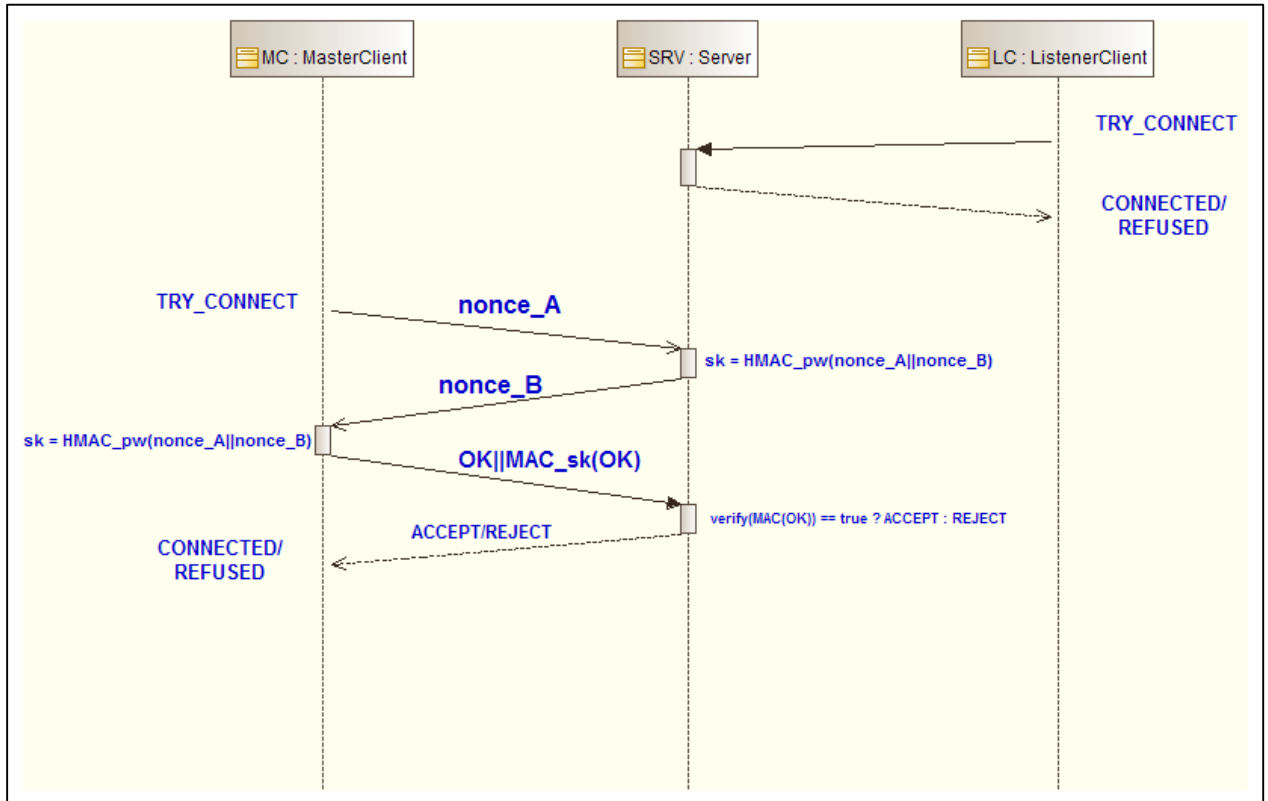 MC : MasterClient
SRV : Server
LC : ListenerClient
TRY_CONNECT
CONNECTED/
REFUSED
TRY_CONNECT
nonce_A
sk = HMAC_pw(nonce_A||nonce_B)
nonce_B
sk = HMAC_pw(nonce_A||nonce_B)
OK||MAC_sk(OK)
verify(MAC(OK)) == true ? ACCEPT : REJECT
ACCEPT/REJECT
CONNECTED/
REFUSED